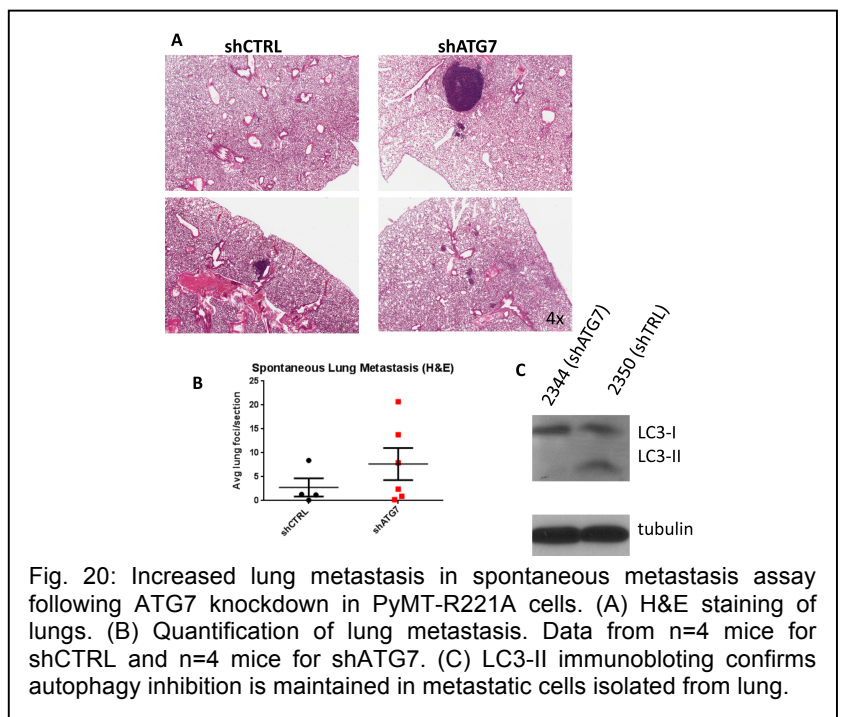 A
shCTRL
shATG7
4x
B
Spontaneous Lung Metastasis (H&E)
Avg lung foci/section
25
20
15
10
5
0
shCTRL
shATG7
C
2344 (shATG7)
2350 (shTRL)
LC3-I
LC3-II
tubulin
Fig. 20: Increased lung metastasis in spontaneous metastasis assay
following ATG7 knockdown in PyMT-R221A cells. (A) H&E staining of
lungs. (B) Quantification of lung metastasis. Data from n=4 mice for
shCTRL and n=4 mice for shATG7. (C) LC3-II immunobloting confirms
autophagy inhibition is maintained in metastatic cells isolated from lung.